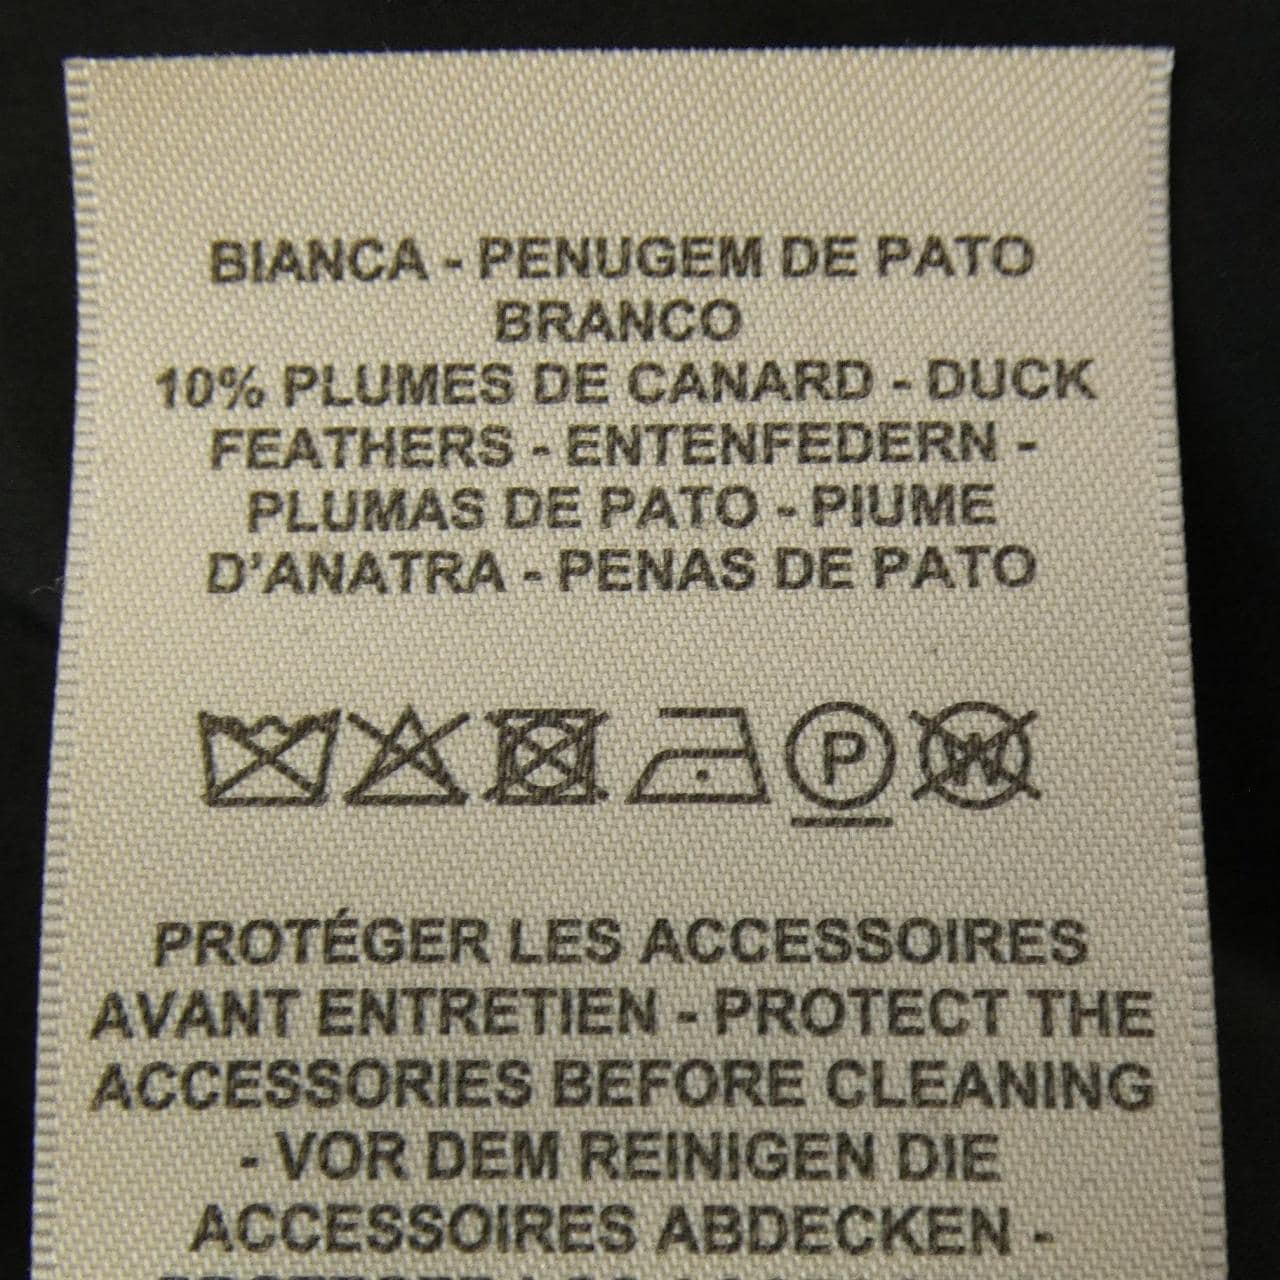 BIANCA - PENUGEM DE PATO
BRANCO
10% PLUMES DE CANARD - DUCK
FEATHERS - ENTENFEDERN -
PLUMAS DE PATO - PIUME
D'ANATRA - PENAS DE PATO
P W
PROTÉGER LES ACCESSOIRES
AVANT ENTRETIEN - PROTECT THE
ACCESSORIES BEFORE CLEANING
- VOR DEM REINIGEN DIE
ACCESSOIRES ABDECKEN -